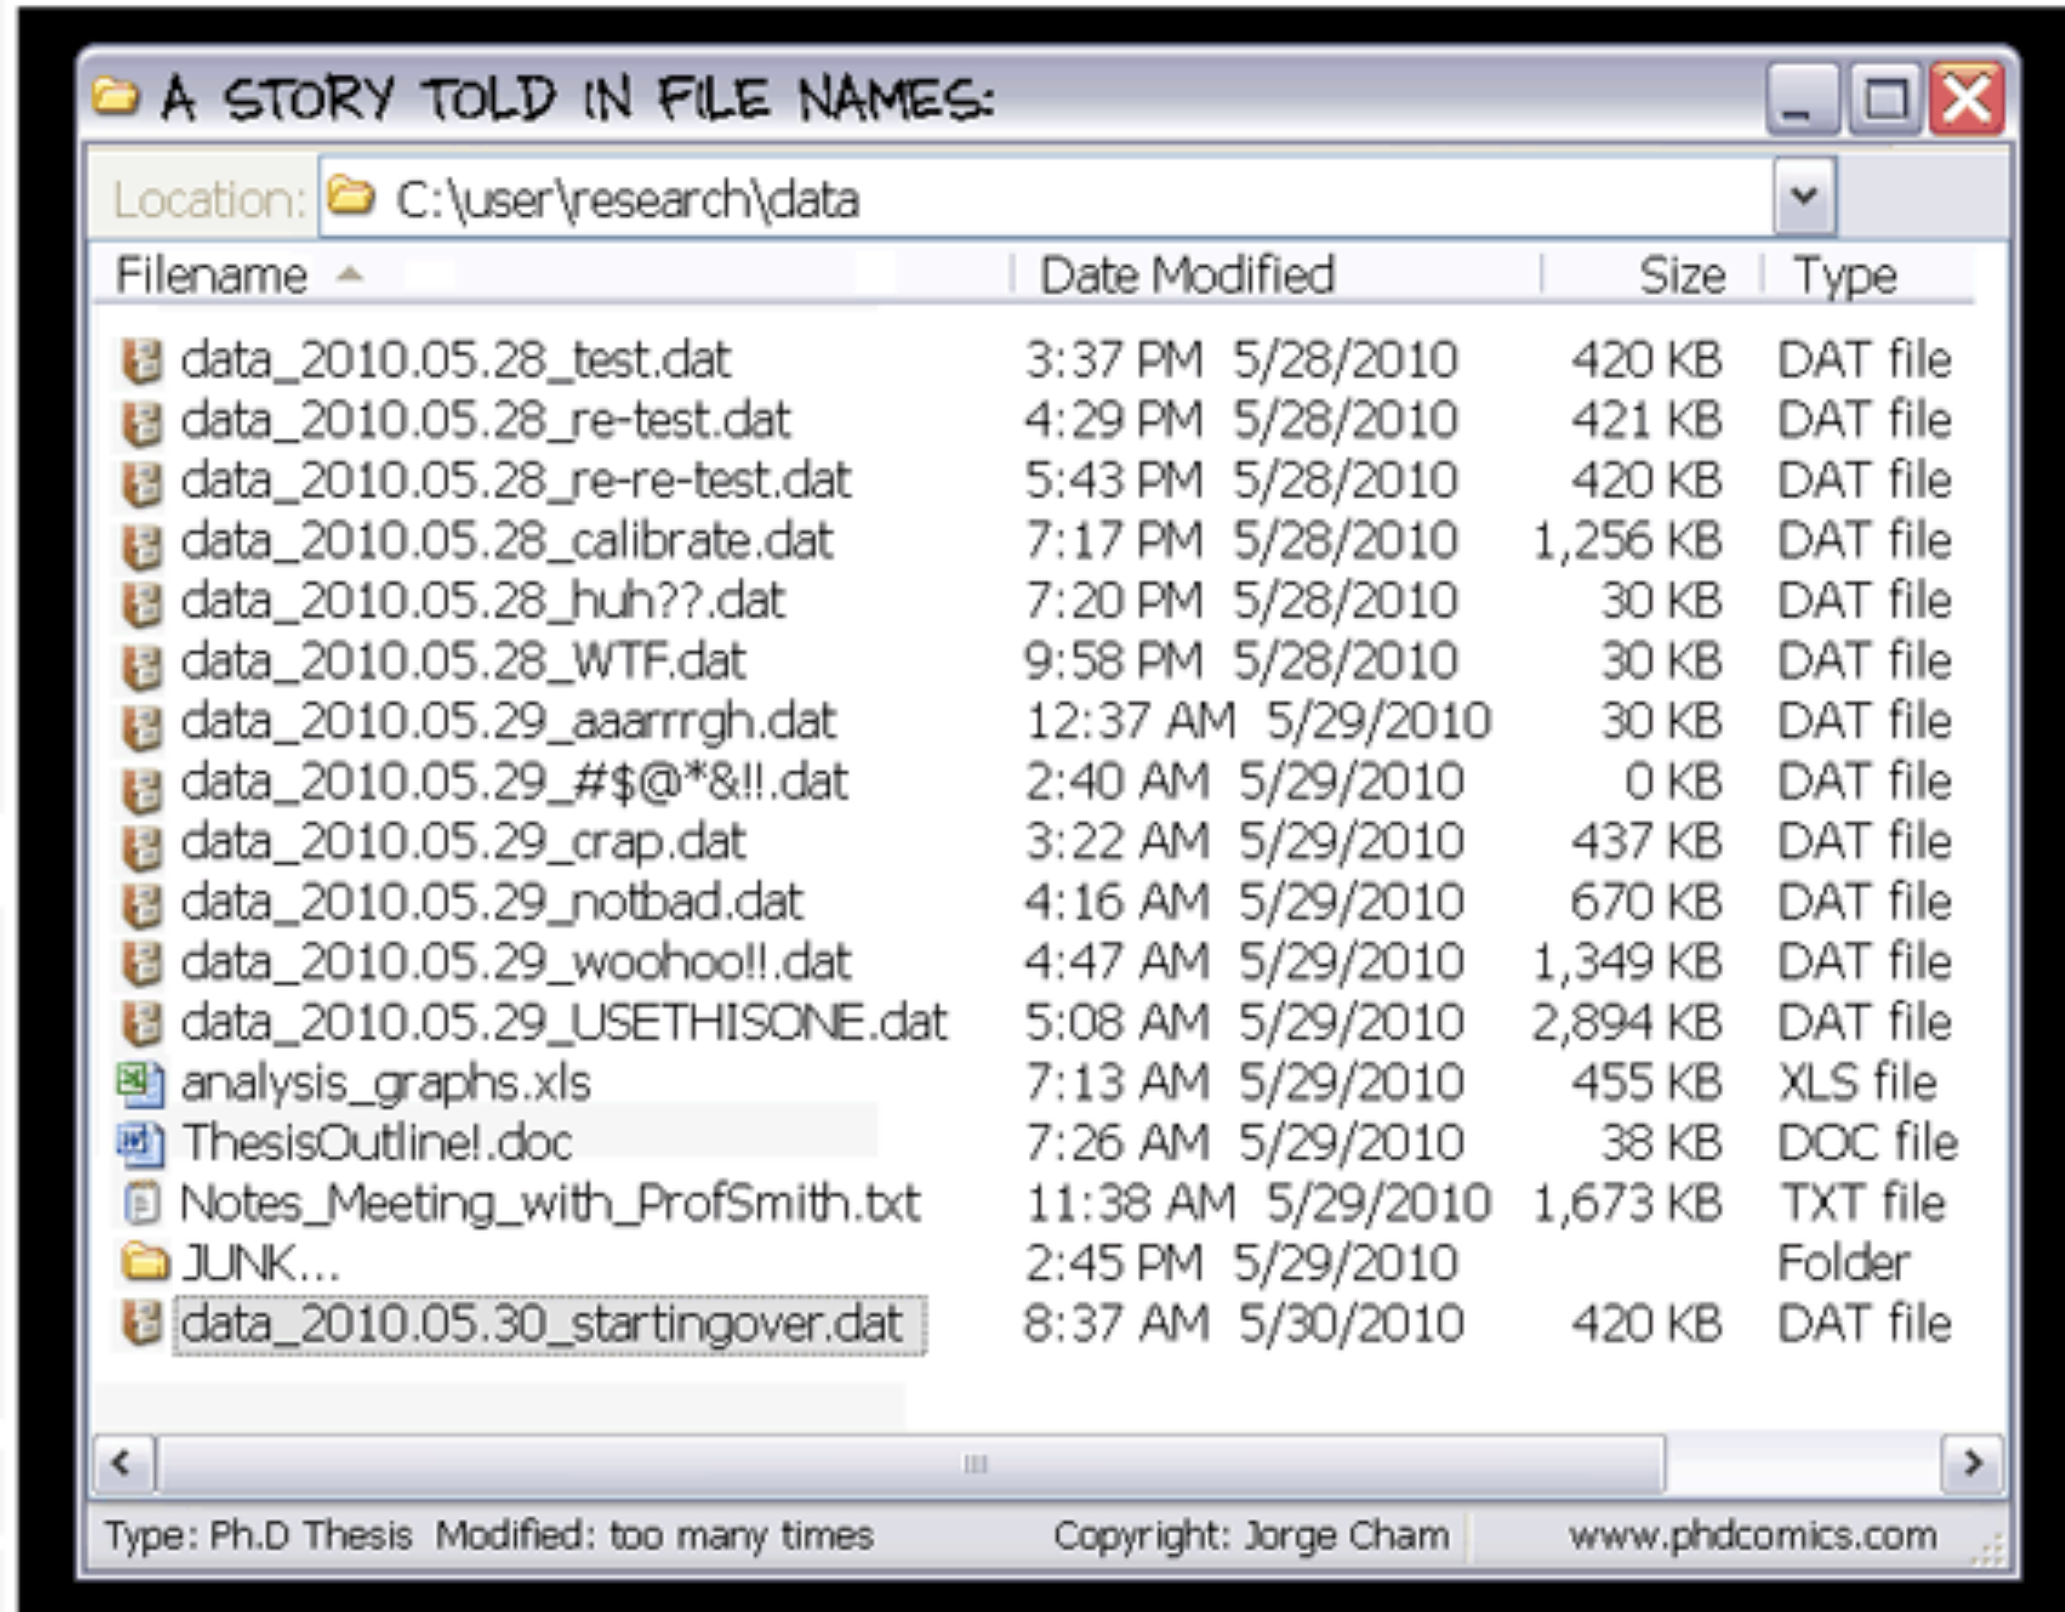 A STORY TOLD IN FILE NAMES:
Location: C:\user\research\data
Filename Date Modified Size Type
data_2010.05.28_test.dat 3:37 PM 5/28/2010 420 KB DAT file
data_2010.05.28_re-test.dat 4:29 PM 5/28/2010 421 KB DAT file
data_2010.05.28_re-re-test.dat 5:43 PM 5/28/2010 420 KB DAT file
data_2010.05.28_calibrate.dat 7:17 PM 5/28/2010 1,256 KB DAT file
data_2010.05.28_huh??.dat 7:20 PM 5/28/2010 30 KB DAT file
data_2010.05.28_WTF.dat 9:58 PM 5/28/2010 30 KB DAT file
data_2010.05.29_aaarrrgh.dat 12:37 AM 5/29/2010 30 KB DAT file
data_2010.05.29_#$@*&!!.dat 2:40 AM 5/29/2010 0 KB DAT file
data_2010.05.29_crap.dat 3:22 AM 5/29/2010 437 KB DAT file
data_2010.05.29_notbad.dat 4:16 AM 5/29/2010 670 KB DAT file
data_2010.05.29_woohoo!!.dat 4:47 AM 5/29/2010 1,349 KB DAT file
data_2010.05.29_USETHISONE.dat 5:08 AM 5/29/2010 2,894 KB DAT file
analysis_graphs.xls 7:13 AM 5/29/2010 455 KB XLS file
ThesisOutline!.doc 7:26 AM 5/29/2010 38 KB DOC file
Notes_Meeting_with_ProfSmith.txt 11:38 AM 5/29/2010 1,673 KB TXT file
JUNK... 2:45 PM 5/29/2010 Folder
data_2010.05.30_startingover.dat 8:37 AM 5/30/2010 420 KB DAT file
Type: Ph.D Thesis Modified: too many times Copyright: Jorge Cham www.phdcomics.com